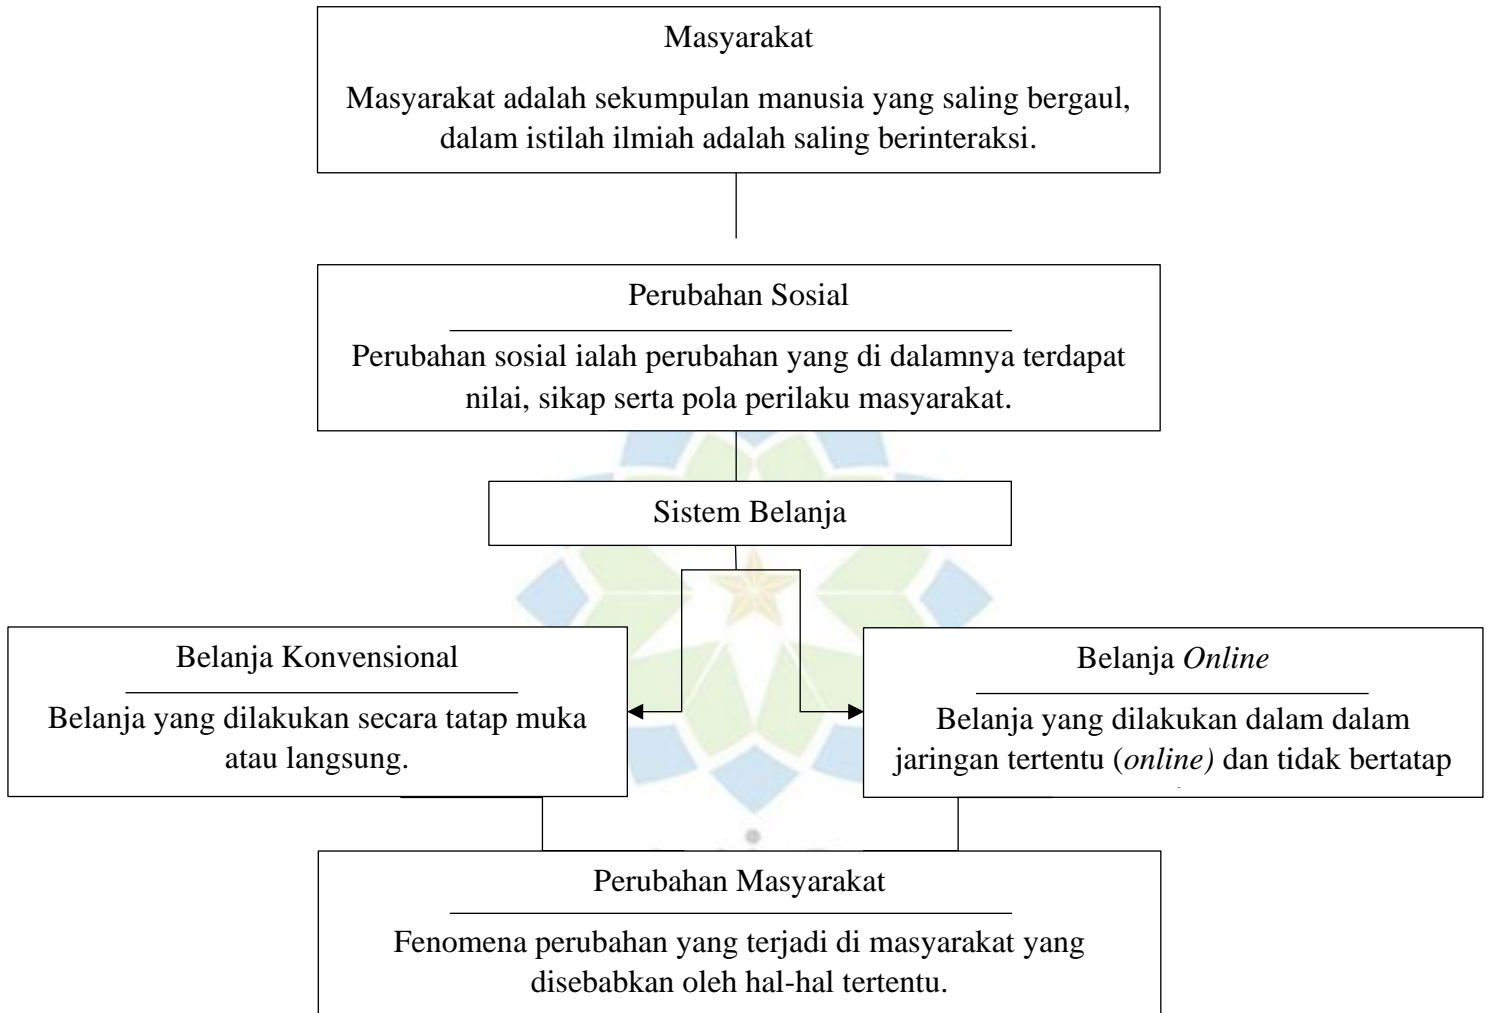 Masyarakat
Masyarakat adalah sekumpulan manusia yang saling bergaul,
dalam istilah ilmiah adalah saling berinteraksi.
Perubahan Sosial
Perubahan sosial ialah perubahan yang di dalamnya terdapat
nilai, sikap serta pola perilaku masyarakat.
Sistem Belanja
Belanja Konvensional
Belanja yang dilakukan secara tatap muka
atau langsung.
Belanja Online
Belanja yang dilakukan dalam dalam
jaringan tertentu (online) dan tidak bertatap
Perubahan Masyarakat
Fenomena perubahan yang terjadi di masyarakat yang
disebabkan oleh hal-hal tertentu.